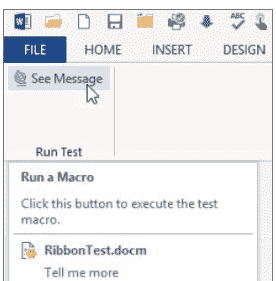 ABC
FILE HOME INSERT DESIGN
See Message
Run Test
Run a Macro
Click this button to execute the test
macro.
RibbonTest.docm
Tell me more